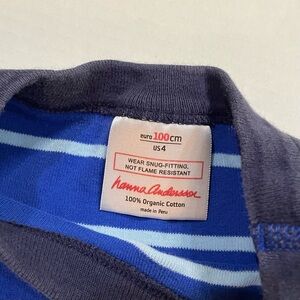 euro 100cm
US 4
WEAR SNUG-FITTING,
NOT FLAME RESISTANT
hanna andersson
100% Organic Cotton
made in Peru